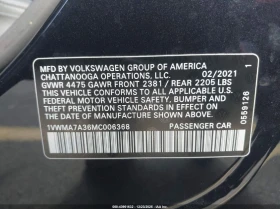 MFD BY VOLKSWAGEN GROUP OF AMERICA
CHATTANOOGA OPERATIONS, LLC. 02/2021 1
GVWR 4475 GAWR FRONT 2381 / REAR 2205 LBS
THIS VEHICLE CONFORMS TO ALL APPLICABLE
FEDERAL MOTOR VEHICLE SAFETY, BUMPER
AND THEFT PREVENTION STANDARDS IN EFFECT
ON THE DATE OF MANUFACTURE SHOWN ABOVE.
1VWMA7A36MC006368 PASSENGER CAR
0559126